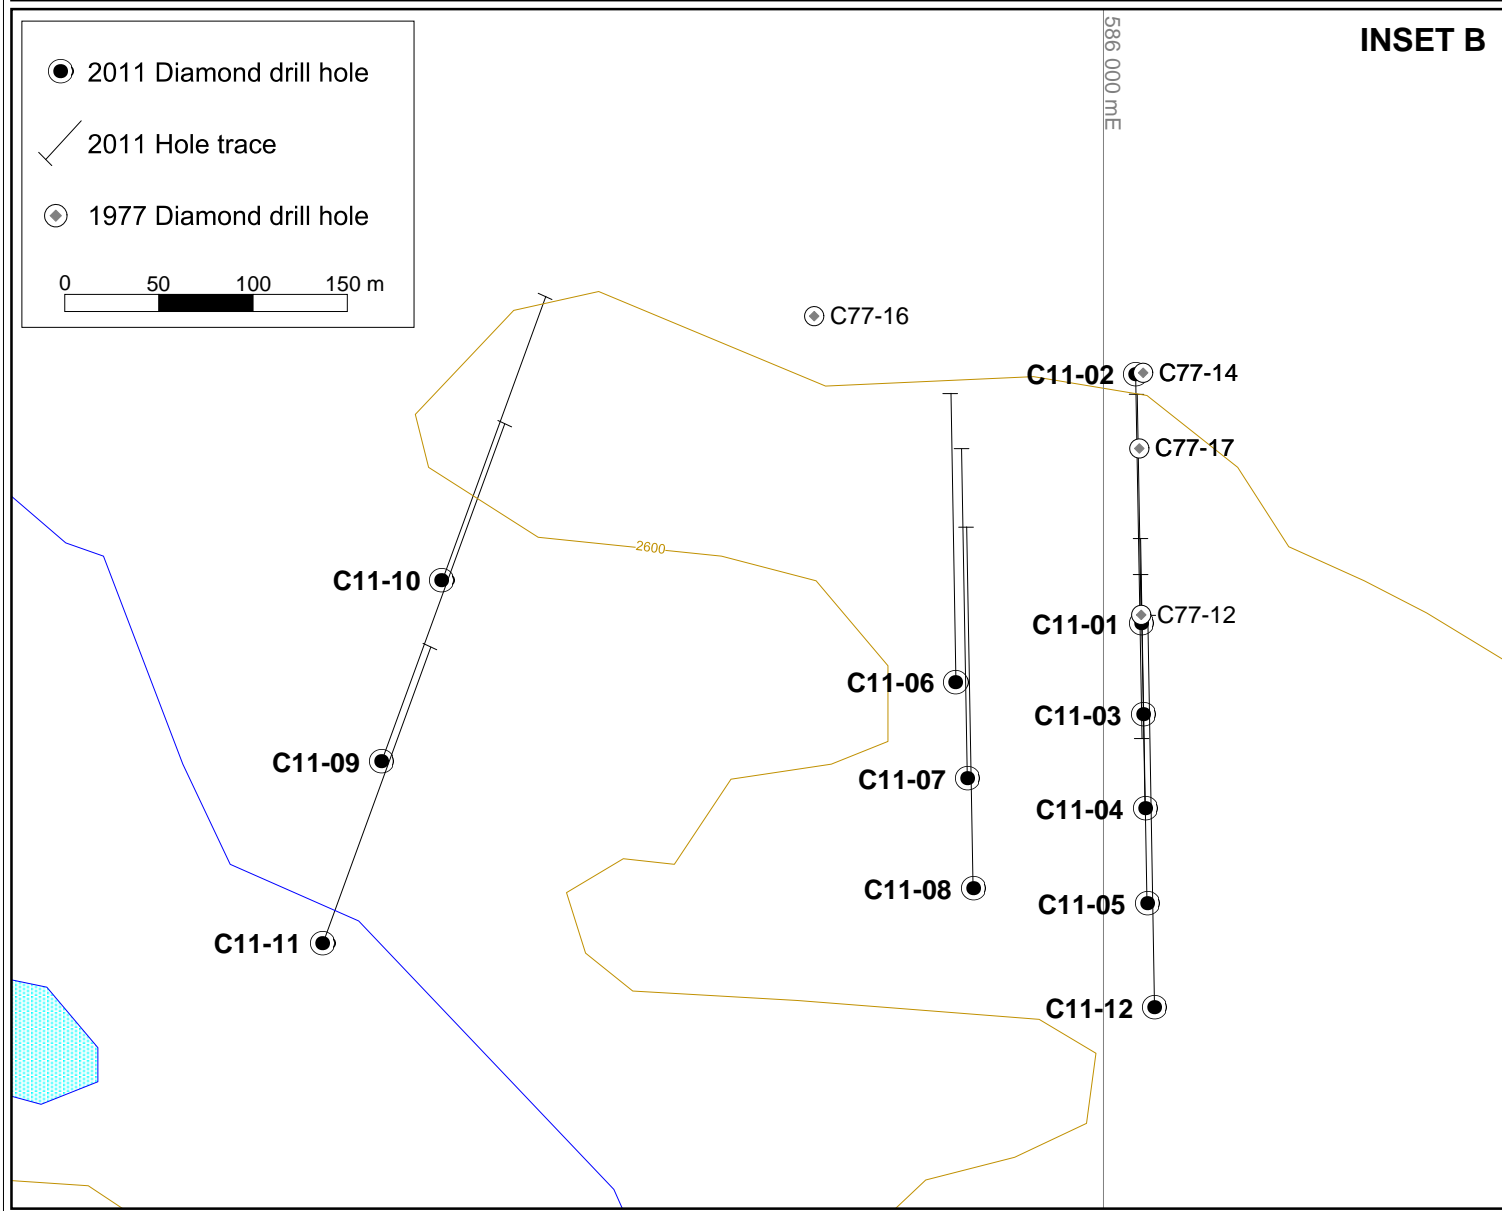 INSET B
586 000 mE
2011 Diamond drill hole
2011 Hole trace
1977 Diamond drill hole
0 50 100 150 m
C77-16
C11-02
C77-14
C77-17
2600
C11-10
C77-12
C11-01
C11-06
C11-03
C11-09
C11-07
C11-04
C11-08
C11-05
C11-11
C11-12